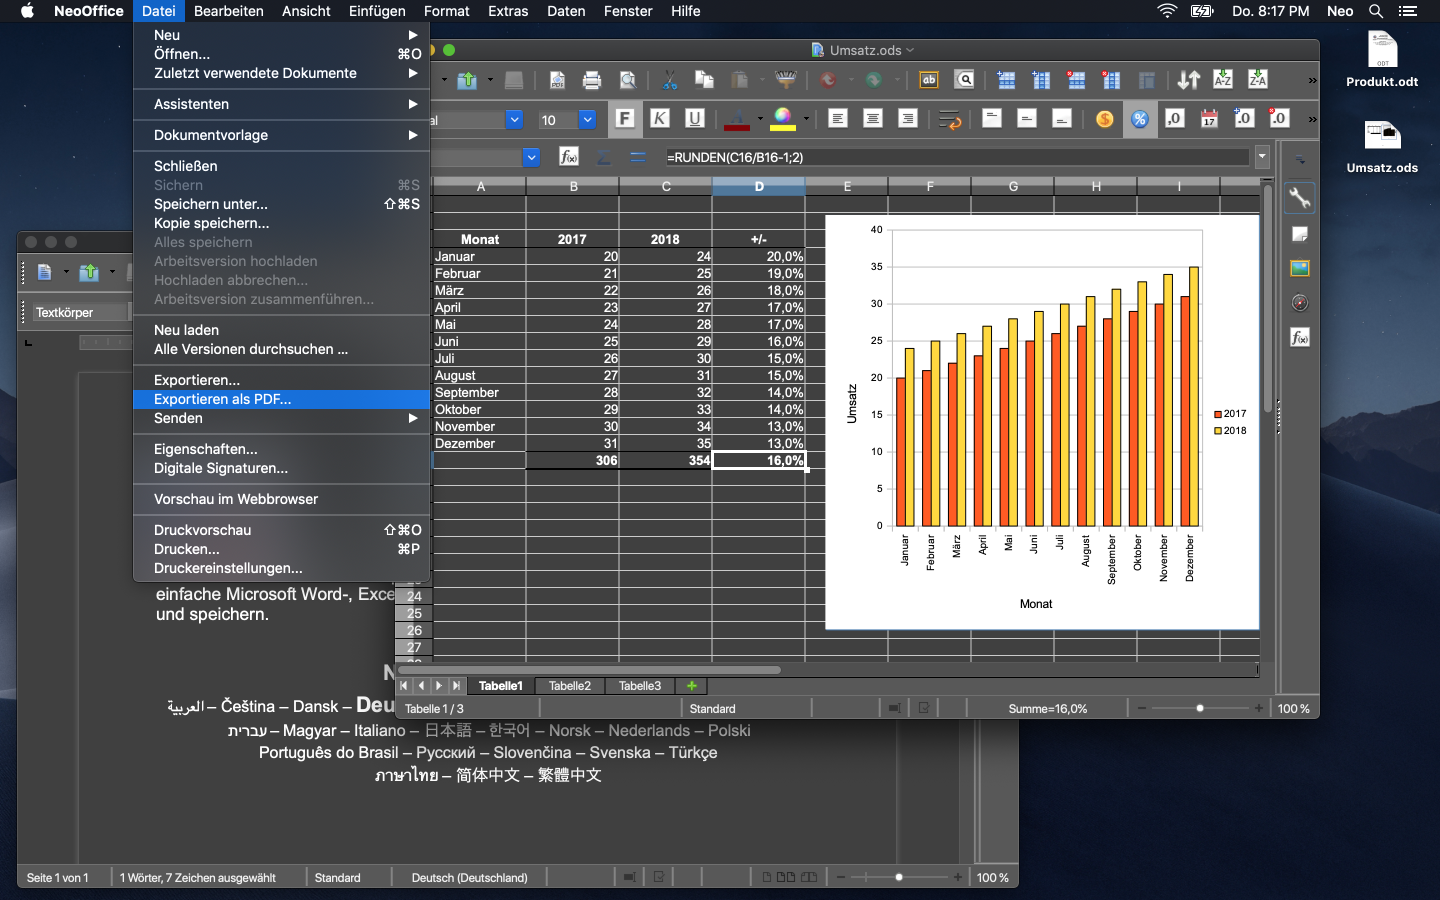 NeoOffice Datei Bearbeiten Ansicht Einfügen Format Extras Daten Fenster Hilfe Do. 8:17 PM Neo
Neu
Öffnen... ⌘O
Zuletzt verwendete Dokumente
Assistenten
Dokumentvorlage
Schließen
Sichern ⌘S
Speichern unter... ⇧⌘S
Kopie speichern...
Alles speichern
Arbeitsversion hochladen
Hochladen abbrechen...
Arbeitsversion zusammenführen...
Neu laden
Alle Versionen durchsuchen ...
Exportieren...
Exportieren als PDF...
Senden
Eigenschaften...
Digitale Signaturen...
Vorschau im Webbrowser
Druckvorschau ⇧⌘O
Drucken... ⌘P
Druckereinstellungen...
Umsatz.ods
al 10 F K U
=RUNDEN(C16/B16-1;2)
A B C D E F G H I
Monat 2017 2018 +/-
Januar 20 24 20,0%
Februar 21 25 19,0%
März 22 26 18,0%
April 23 27 17,0%
Mai 24 28 17,0%
Juni 25 29 16,0%
Juli 26 30 15,0%
August 27 31 15,0%
September 28 32 14,0%
Oktober 29 33 14,0%
November 30 34 13,0%
Dezember 31 35 13,0%
306 354 16,0%
24
25
26
27
40
35
30
25
20
15
10
5
0
Umsatz
Januar Februar März April Mai Juni Juli August September Oktober November Dezember
Monat
2017
2018
Tabelle1 Tabelle2 Tabelle3
Tabelle 1 / 3 Standard Summe=16,0% 100 %
Produkt.odt
Umsatz.ods
Textkörper
einfache Microsoft Word-, Exce
und speichern.
N
العربية – Čeština – Dansk – Deu
עברית – Magyar – Italiano – 日本語 – 한국어 – Norsk – Nederlands – Polski
Português do Brasil – Русский – Slovenčina – Svenska – Türkçe
ภาษาไทย – 简体中文 – 繁體中文
Seite 1 von 1 1 Wörter, 7 Zeichen ausgewählt Standard Deutsch (Deutschland) 100 %